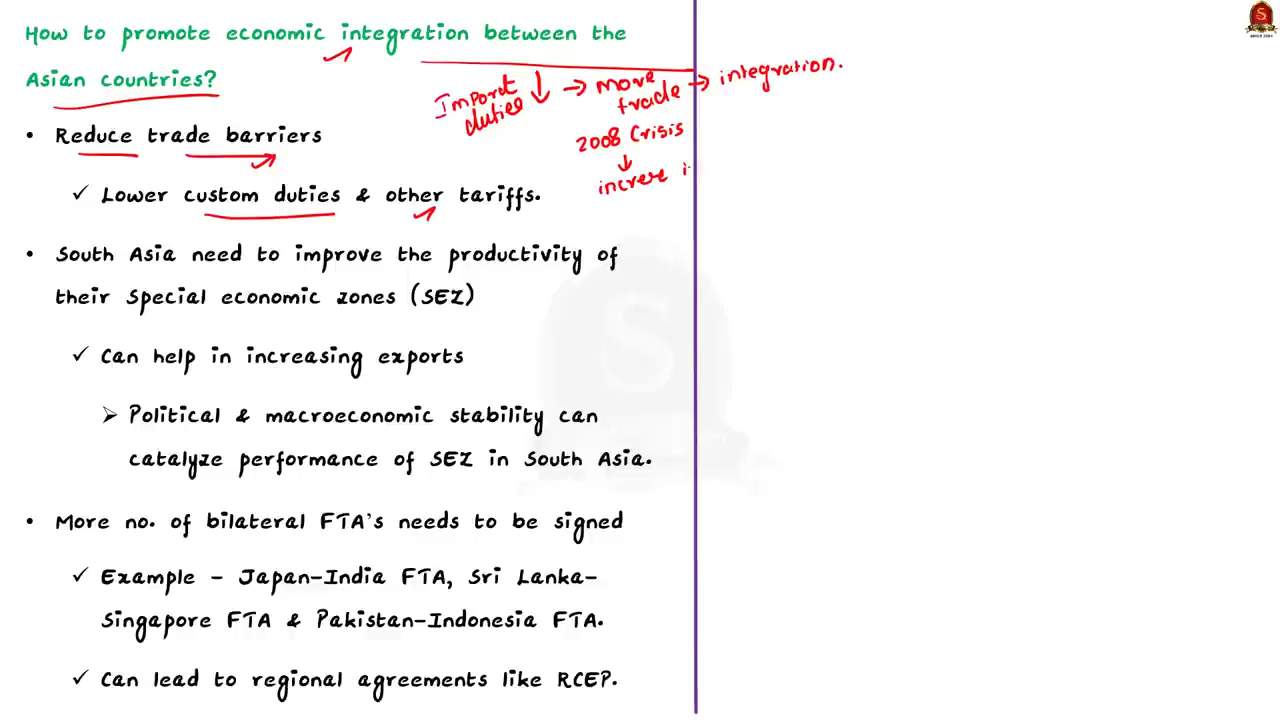 How to promote economic integration between the
Asian countries?
Import duties ↓ → more trade → integration.
2008 Crisis
↓
increre i
• Reduce trade barriers
✓ Lower custom duties & other tariffs.
• South Asia need to improve the productivity of
their Special economic zones (SEZ)
✓ Can help in increasing exports
➢ Political & macroeconomic stability can
catalyze performance of SEZ in South Asia.
• More no. of bilateral FTA's needs to be signed
✓ Example – Japan-India FTA, Sri Lanka-
Singapore FTA & Pakistan-Indonesia FTA.
✓ Can lead to regional agreements like RCEP.
S